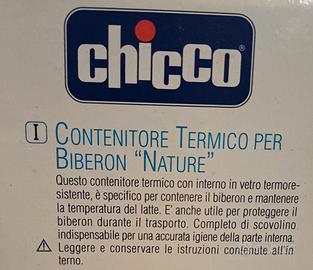 chicco®
I CONTENITORE TERMICO PER
BIBERON “NATURE”
Questo contenitore termico con interno in vetro termore-
sistente, è specifico per contenere il biberon e mantenere
la temperatura del latte. E' anche utile per proteggere il
biberon durante il trasporto. Completo di scovolino
indispensabile per una accurata igiene della parte interna.
⚠ Leggere e conservare le istruzioni contenute all'in
terno.